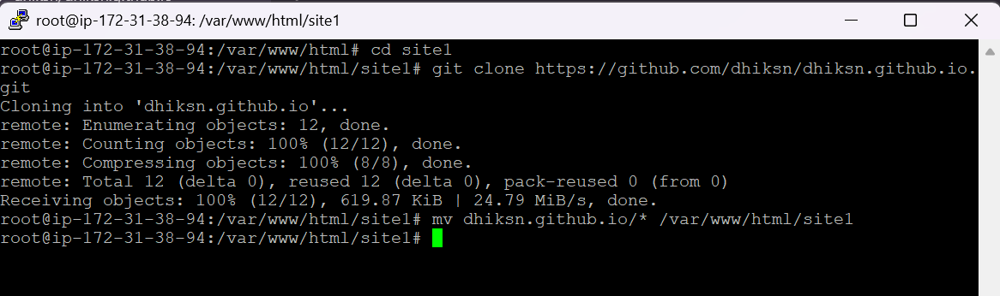 root@ip-172-31-38-94: /var/www/html/site1
root@ip-172-31-38-94:/var/www/html# cd site1
root@ip-172-31-38-94:/var/www/html/site1# git clone https://github.com/dhiksn/dhiksn.github.io.
git
Cloning into 'dhiksn.github.io'...
remote: Enumerating objects: 12, done.
remote: Counting objects: 100% (12/12), done.
remote: Compressing objects: 100% (8/8), done.
remote: Total 12 (delta 0), reused 12 (delta 0), pack-reused 0 (from 0)
Receiving objects: 100% (12/12), 619.87 KiB | 24.79 MiB/s, done.
root@ip-172-31-38-94:/var/www/html/site1# mv dhiksn.github.io/* /var/www/html/site1
root@ip-172-31-38-94:/var/www/html/site1#